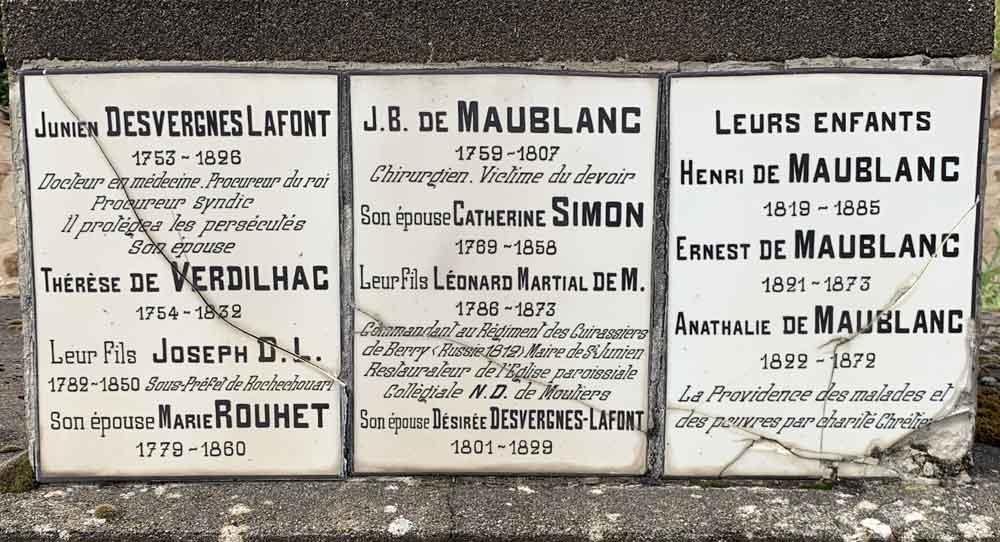 Junien DESVERGNES LAFONT
1753 ~ 1826
Docteur en médecine. Procureur du roi
Procureur Syndic
Il protégea les persécutés
Son épouse
THÉRÈSE DE VERDILHAC
1754 ~ 1832
Leur Fils JOSEPH D.L.
1782 ~ 1850 Sous-Préfet de Rochechouart
Son épouse MARIE ROUHET
1779 ~ 1860
J.B. DE MAUBLANC
1759 ~ 1807
Chirurgien. Victime du devoir
Son épouse CATHERINE SIMON
1769 ~ 1858
Leur fils LÉONARD MARTIAL DE M.
1786 ~ 1873
Commandant au Régiment des Cuirassiers
de Berry (Russie 1812) Maire de St Junien
Restaurateur de l'Eglise paroissiale
Collégiale N.D. de Moutiers
Son épouse DÉSIRÉE DESVERGNES-LAFONT
1801 ~ 1829
LEURS ENFANTS
HENRI DE MAUBLANC
1819 ~ 1885
ERNEST DE MAUBLANC
1821 ~ 1873
ANATHALIE DE MAUBLANC
1822 ~ 1872
La Providence des malades et
des pauvres par charité